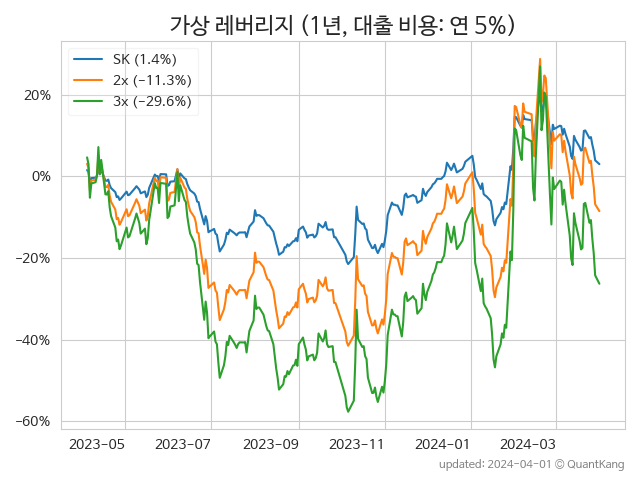 가상 레버리지 (1년, 대출 비용: 연 5%)
SK (1.4%)
2x (−11.3%)
3x (−29.6%)
20%
0%
−20%
−40%
−60%
2023−05 2023−07 2023−09 2023−11 2024−01 2024−03
updated: 2024−04−01 © QuantKang